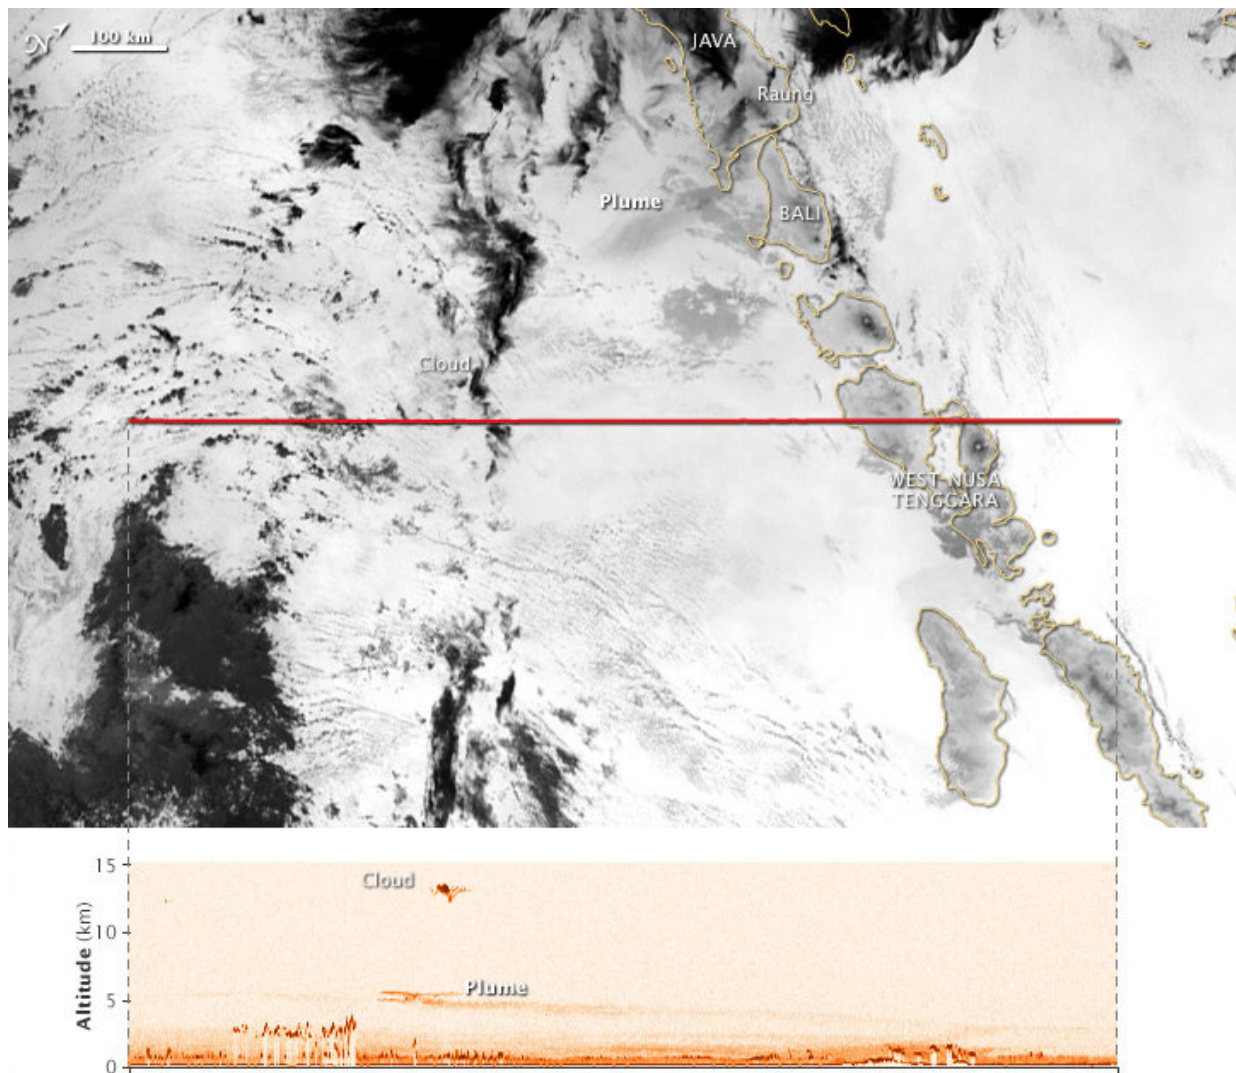 N
100 km
JAVA
Raung
Plume
BALI
Cloud
WEST NUSA
TENGGARA
15
Cloud
10
Plume
5
0
Altitude (km)